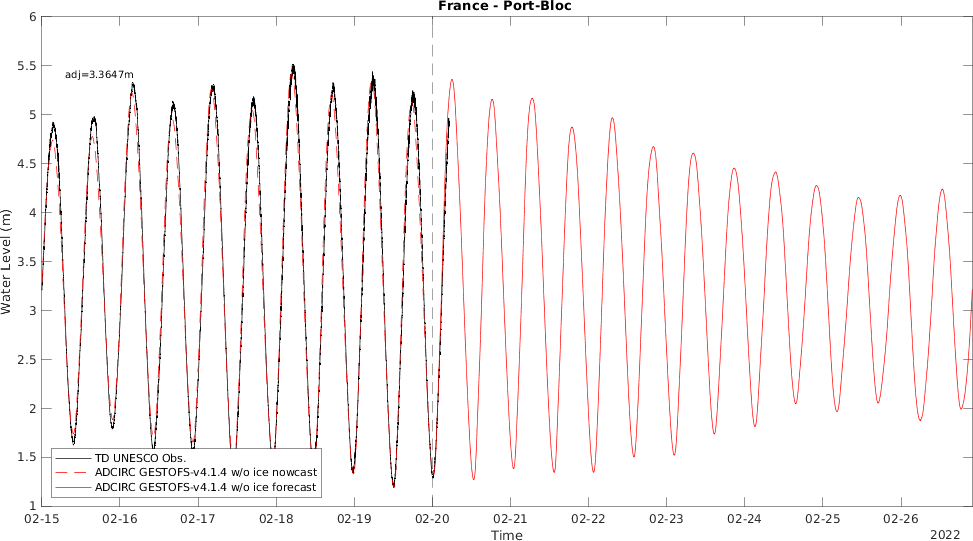 France - Port-Bloc
6
5.5
5
4.5
4
3.5
3
2.5
2
1.5
1
Water Level (m)
adj=3.3647m
TD UNESCO Obs.
ADCIRC GESTOFS-v4.1.4 w/o ice nowcast
ADCIRC GESTOFS-v4.1.4 w/o ice forecast
02-15 02-16 02-17 02-18 02-19 02-20 02-21 02-22 02-23 02-24 02-25 02-26
Time
2022